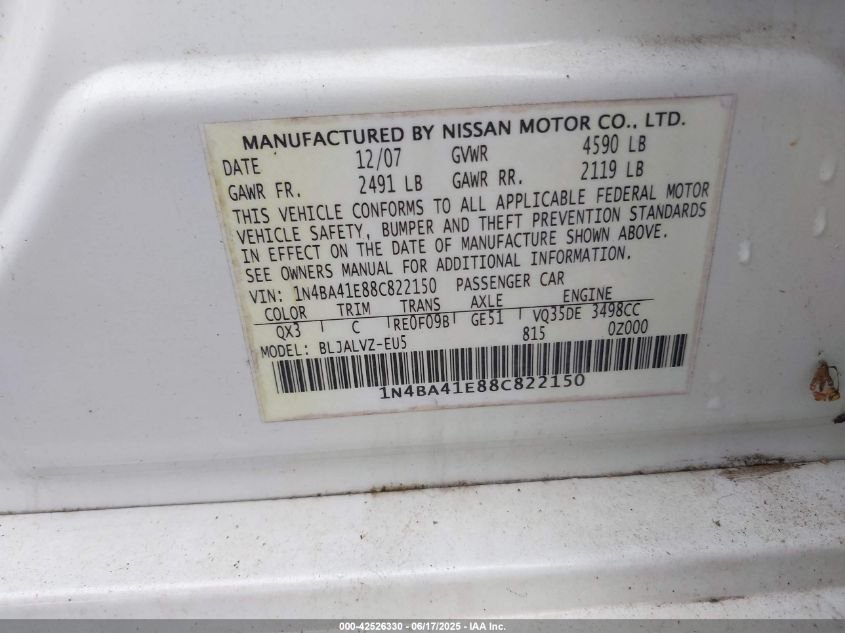 MANUFACTURED BY NISSAN MOTOR CO., LTD.
DATE 12/07 GVWR 4590 LB
GAWR FR. 2491 LB GAWR RR. 2119 LB
THIS VEHICLE CONFORMS TO ALL APPLICABLE FEDERAL MOTOR
VEHICLE SAFETY, BUMPER AND THEFT PREVENTION STANDARDS
IN EFFECT ON THE DATE OF MANUFACTURE SHOWN ABOVE.
SEE OWNERS MANUAL FOR ADDITIONAL INFORMATION.
VIN: 1N4BA41E88C822150 PASSENGER CAR
COLOR TRIM TRANS AXLE ENGINE
QX3 C RE0F09B GE51 VQ35DE 3498CC
MODEL: BLJALVZ-EU5 815 0Z000
1N4BA41E88C822150
000-42526330 - 06/17/2025 - IAA Inc.